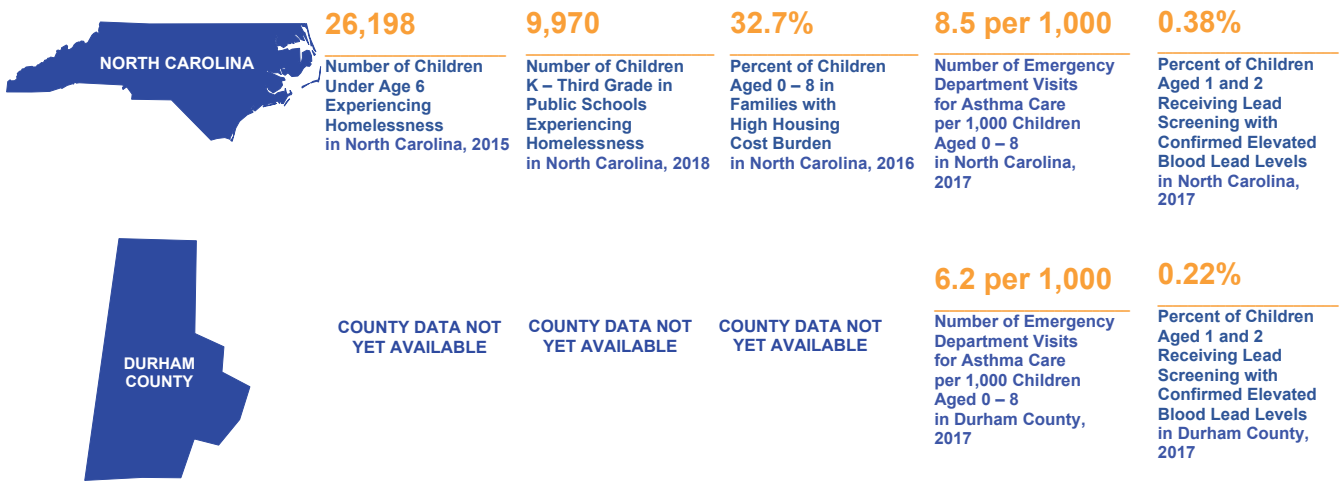 NORTH CAROLINA
26,198
Number of Children
Under Age 6
Experiencing
Homelessness
in North Carolina, 2015
9,970
Number of Children
K – Third Grade in
Public Schools
Experiencing
Homelessness
in North Carolina, 2018
32.7%
Percent of Children
Aged 0 – 8 in
Families with
High Housing
Cost Burden
in North Carolina, 2016
8.5 per 1,000
Number of Emergency
Department Visits
for Asthma Care
per 1,000 Children
Aged 0 – 8
in North Carolina,
2017
0.38%
Percent of Children
Aged 1 and 2
Receiving Lead
Screening with
Confirmed Elevated
Blood Lead Levels
in North Carolina,
2017
DURHAM
COUNTY
COUNTY DATA NOT
YET AVAILABLE
COUNTY DATA NOT
YET AVAILABLE
COUNTY DATA NOT
YET AVAILABLE
6.2 per 1,000
Number of Emergency
Department Visits
for Asthma Care
per 1,000 Children
Aged 0 – 8
in Durham County,
2017
0.22%
Percent of Children
Aged 1 and 2
Receiving Lead
Screening with
Confirmed Elevated
Blood Lead Levels
in Durham County,
2017